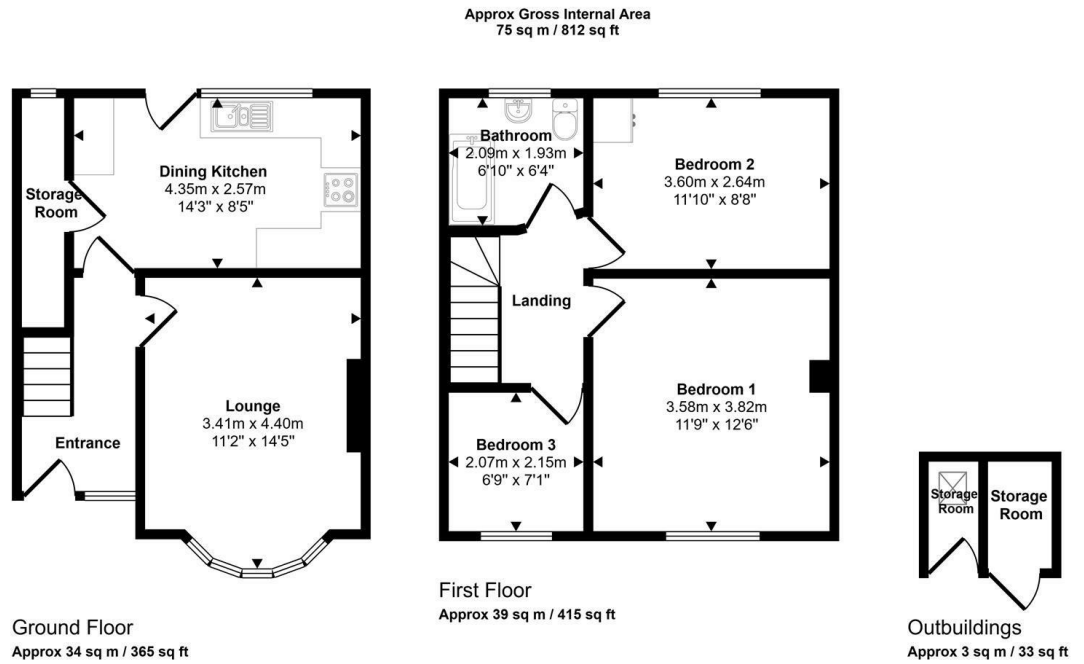 Approx Gross Internal Area
75 sq m / 812 sq ft
Dining Kitchen
4.35m x 2.57m
14'3" x 8'5"
Storage
Room
Lounge
3.41m x 4.40m
11'2" x 14'5"
Entrance
Ground Floor
Approx 34 sq m / 365 sq ft
Bathroom
2.09m x 1.93m
6'10" x 6'4"
Bedroom 2
3.60m x 2.64m
11'10" x 8'8"
Landing
Bedroom 1
3.58m x 3.82m
11'9" x 12'6"
Bedroom 3
2.07m x 2.15m
6'9" x 7'1"
First Floor
Approx 39 sq m / 415 sq ft
Storage
Room
Storage
Room
Outbuildings
Approx 3 sq m / 33 sq ft